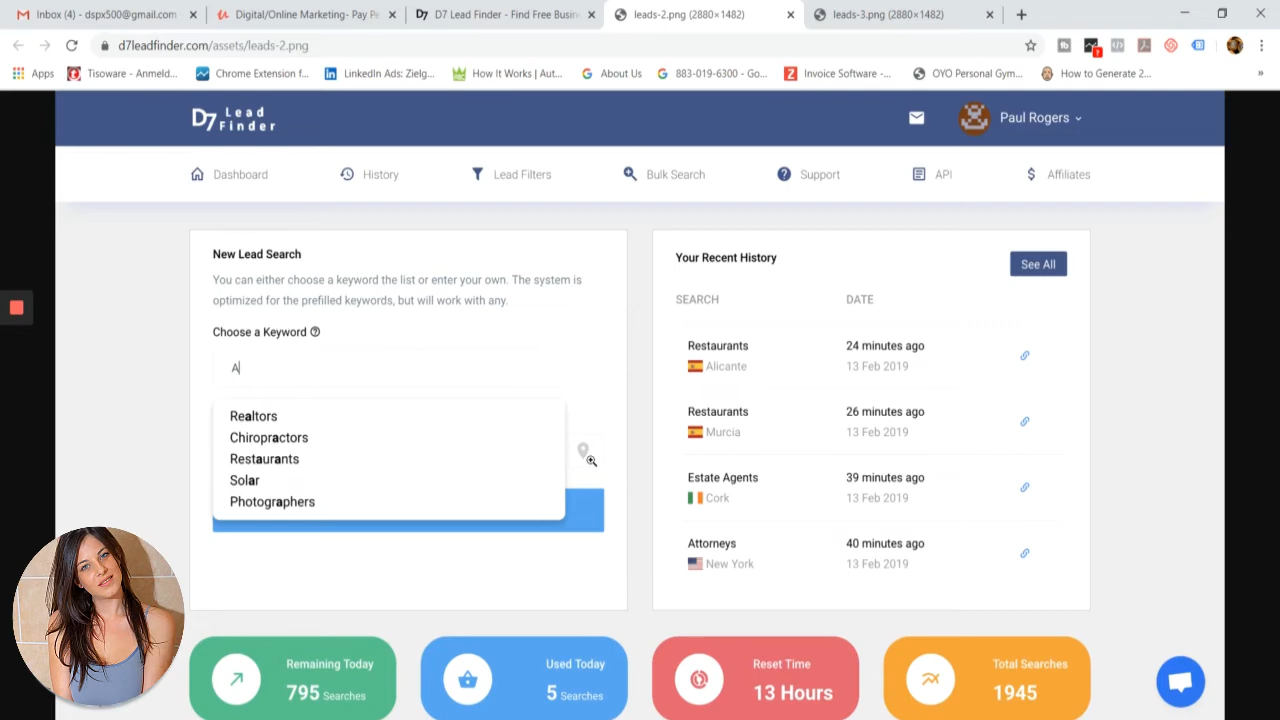 Inbox (4) - dspx500@gmail.com
Digital/Online Marketing- Pay Pe
D7 Lead Finder - Find Free Busin
leads-2.png (2880×1482)
leads-3.png (2880×1482)
d7leadfinder.com/assets/leads-2.png
Apps
Tisoware - Anmeld...
Chrome Extension f...
LinkedIn Ads: Zielg...
How It Works | Aut...
About Us
883-019-6300 - Go...
Invoice Software -...
OYO Personal Gym...
How to Generate 2...
»
D7 Lead Finder
Paul Rogers
Dashboard
History
Lead Filters
Bulk Search
Support
API
Affiliates
New Lead Search
You can either choose a keyword the list or enter your own. The system is
optimized for the prefilled keywords, but will work with any.
Choose a Keyword
A
Realtors
Chiropractors
Restaurants
Solar
Photographers
Your Recent History
See All
SEARCH DATE
Restaurants 24 minutes ago
Alicante 13 Feb 2019
Restaurants 26 minutes ago
Murcia 13 Feb 2019
Estate Agents 39 minutes ago
Cork 13 Feb 2019
Attorneys 40 minutes ago
New York 13 Feb 2019
Remaining Today
795 Searches
Used Today
5 Searches
Reset Time
13 Hours
Total Searches
1945